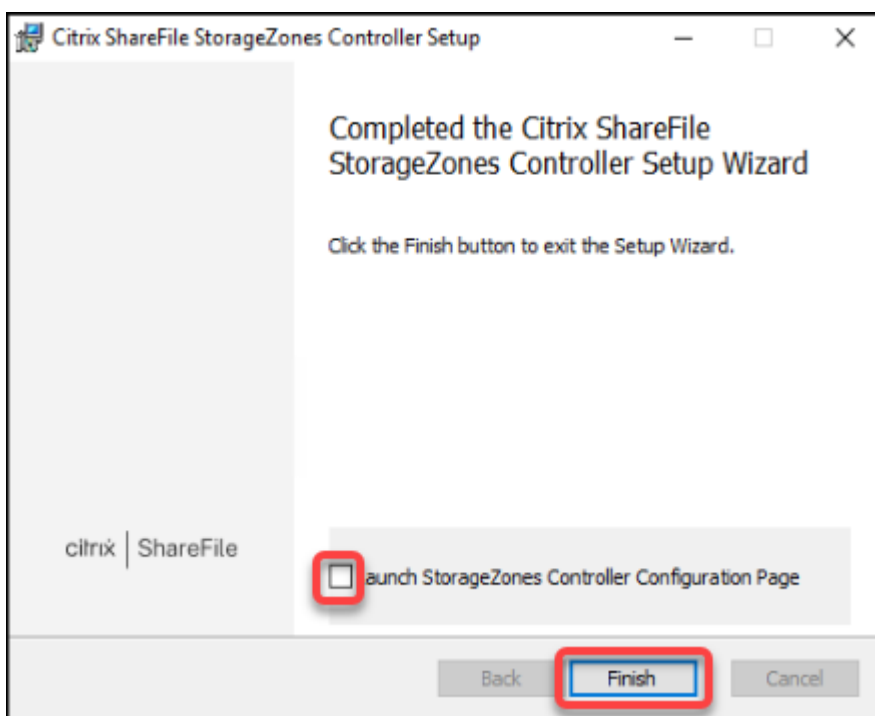 Citrix ShareFile StorageZones Controller Setup
Completed the Citrix ShareFile
StorageZones Controller Setup Wizard
Click the Finish button to exit the Setup Wizard.
citrix | ShareFile
aunch StorageZones Controller Configuration Page
Back Finish Cancel